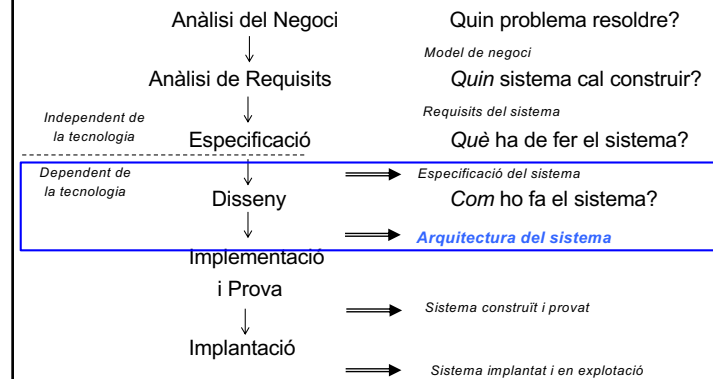 Anàlisi del Negoci Quin problema resoldre?
Model de negoci
Anàlisi de Requisits Quin sistema cal construir?
Requisits del sistema
Independent de
la tecnologia
Especificació Què ha de fer el sistema?
Dependent de
la tecnologia
Especificació del sistema
Disseny Com ho fa el sistema?
Arquitectura del sistema
Implementació
i Prova
Sistema construït i provat
Implantació
Sistema implantat i en explotació